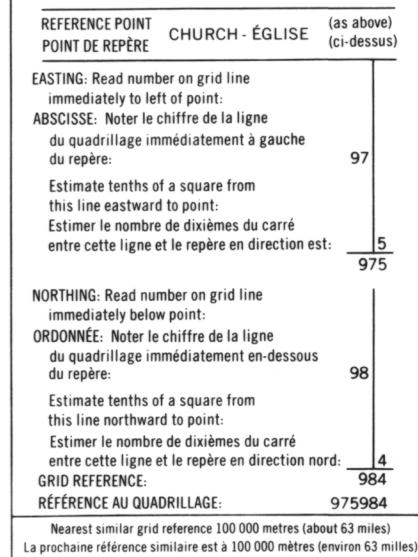 REFERENCE POINT CHURCH - ÉGLISE (as above)
POINT DE REPÈRE (ci-dessus)
EASTING: Read number on grid line
immediately to left of point:
ABSCISSE: Noter le chiffre de la ligne
du quadrillage immédiatement à gauche
du repère: 97
Estimate tenths of a square from
this line eastward to point:
Estimer le nombre de dixièmes du carré
entre cette ligne et le repère en direction est: 5
975
NORTHING: Read number on grid line
immediately below point:
ORDONNÉE: Noter le chiffre de la ligne
du quadrillage immédiatement en-dessous
du repère: 98
Estimate tenths of a square from
this line northward to point:
Estimer le nombre de dixièmes du carré
entre cette ligne et le repère en direction nord: 4
GRID REFERENCE: 984
RÉFÉRENCE AU QUADRILLAGE: 975984
Nearest similar grid reference 100 000 metres (about 63 miles)
La prochaine référence similaire est à 100 000 mètres (environ 63 milles)